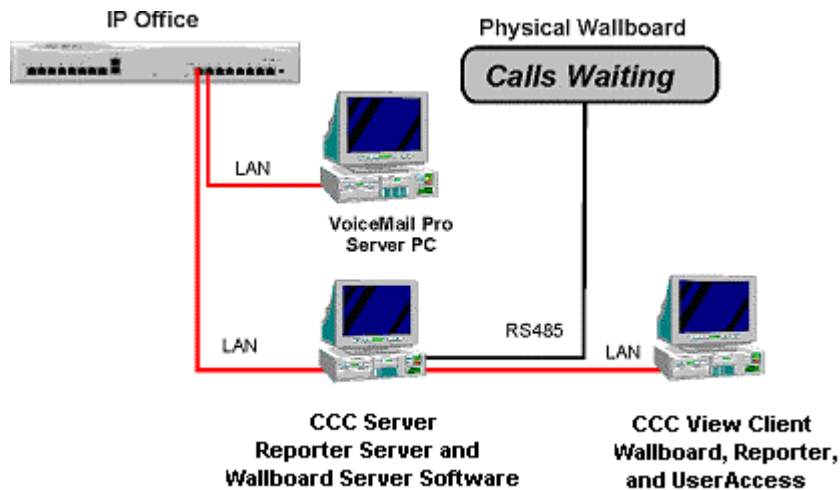 IP Office
Physical Wallboard
Calls Waiting
LAN
VoiceMail Pro
Server PC
RS485
LAN
LAN
CCC Server
Reporter Server and
Wallboard Server Software
CCC View Client
Wallboard, Reporter,
and UserAccess